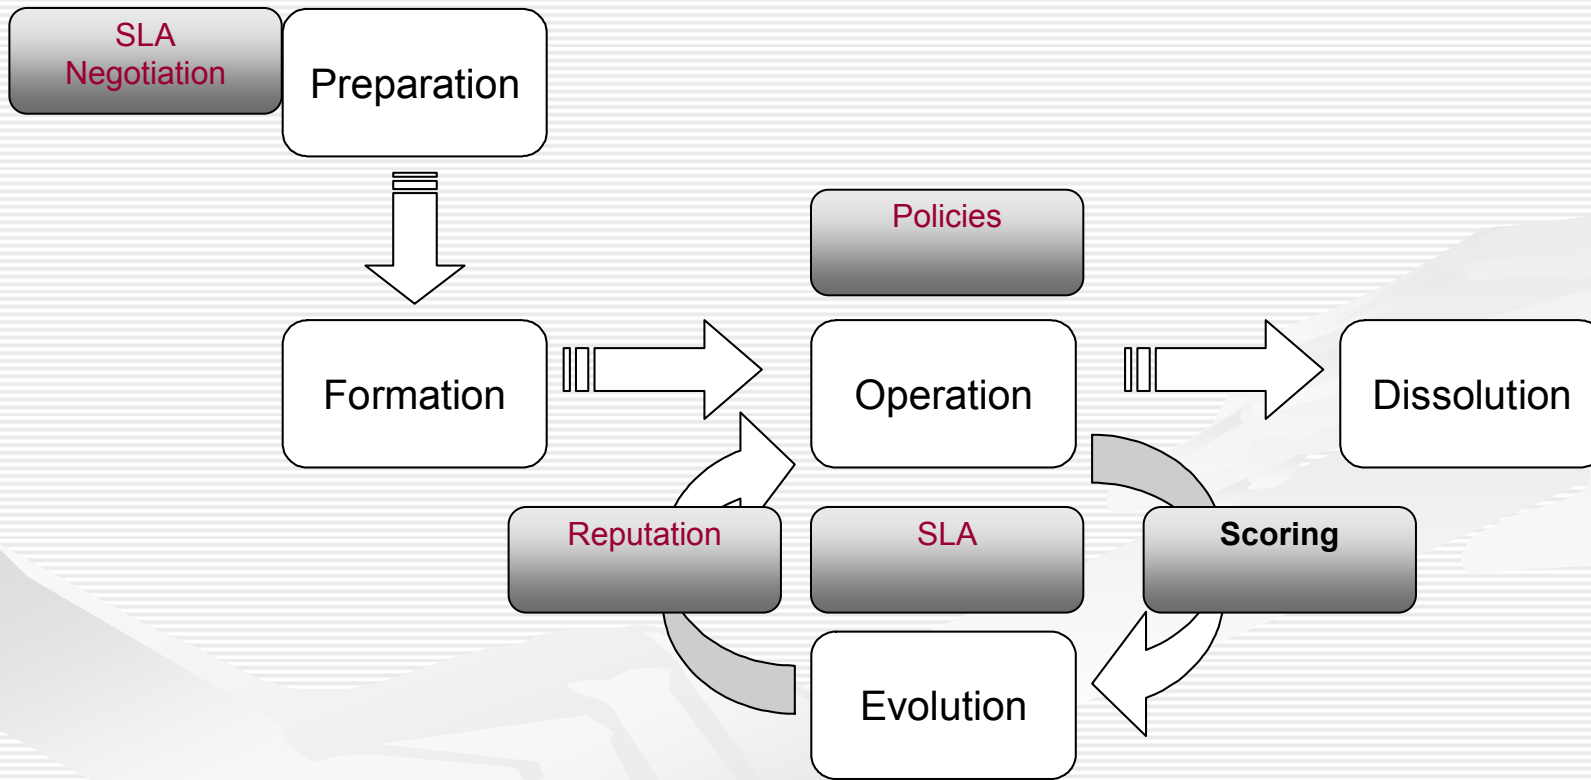 SLA
Negotiation
Preparation
Policies
Formation
Operation
Dissolution
Reputation
SLA
Scoring
Evolution